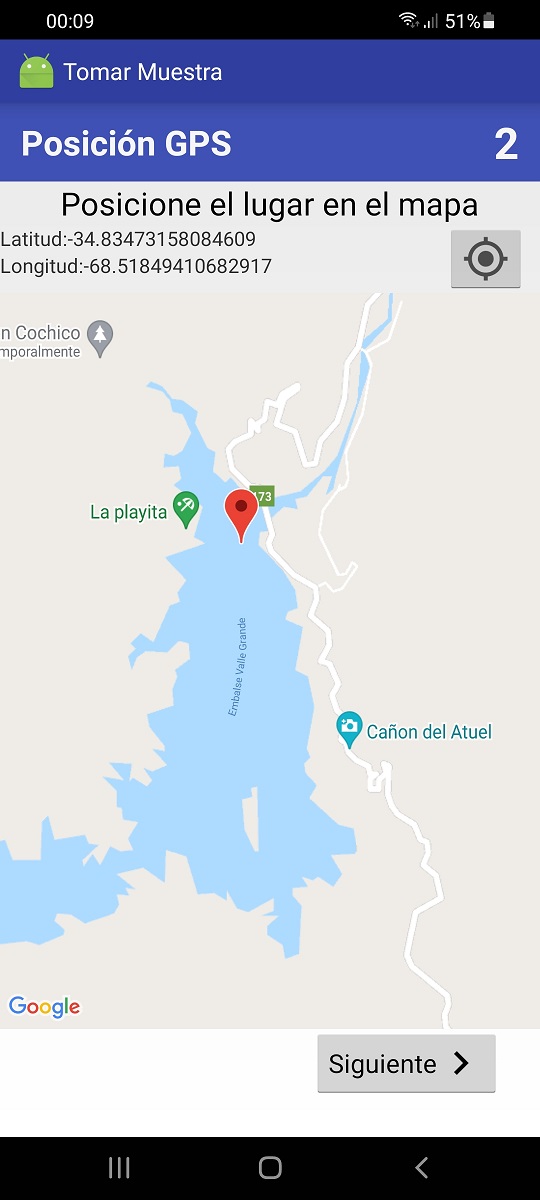 00:09
51%
Tomar Muestra
Posición GPS
2
Posicione el lugar en el mapa
Latitud:-34.83473158084609
Longitud:-68.51849410682917
n Cochico
mporalmente
173
La playita
Embalse Valle Grande
Cañon del Atuel
Google
Siguiente